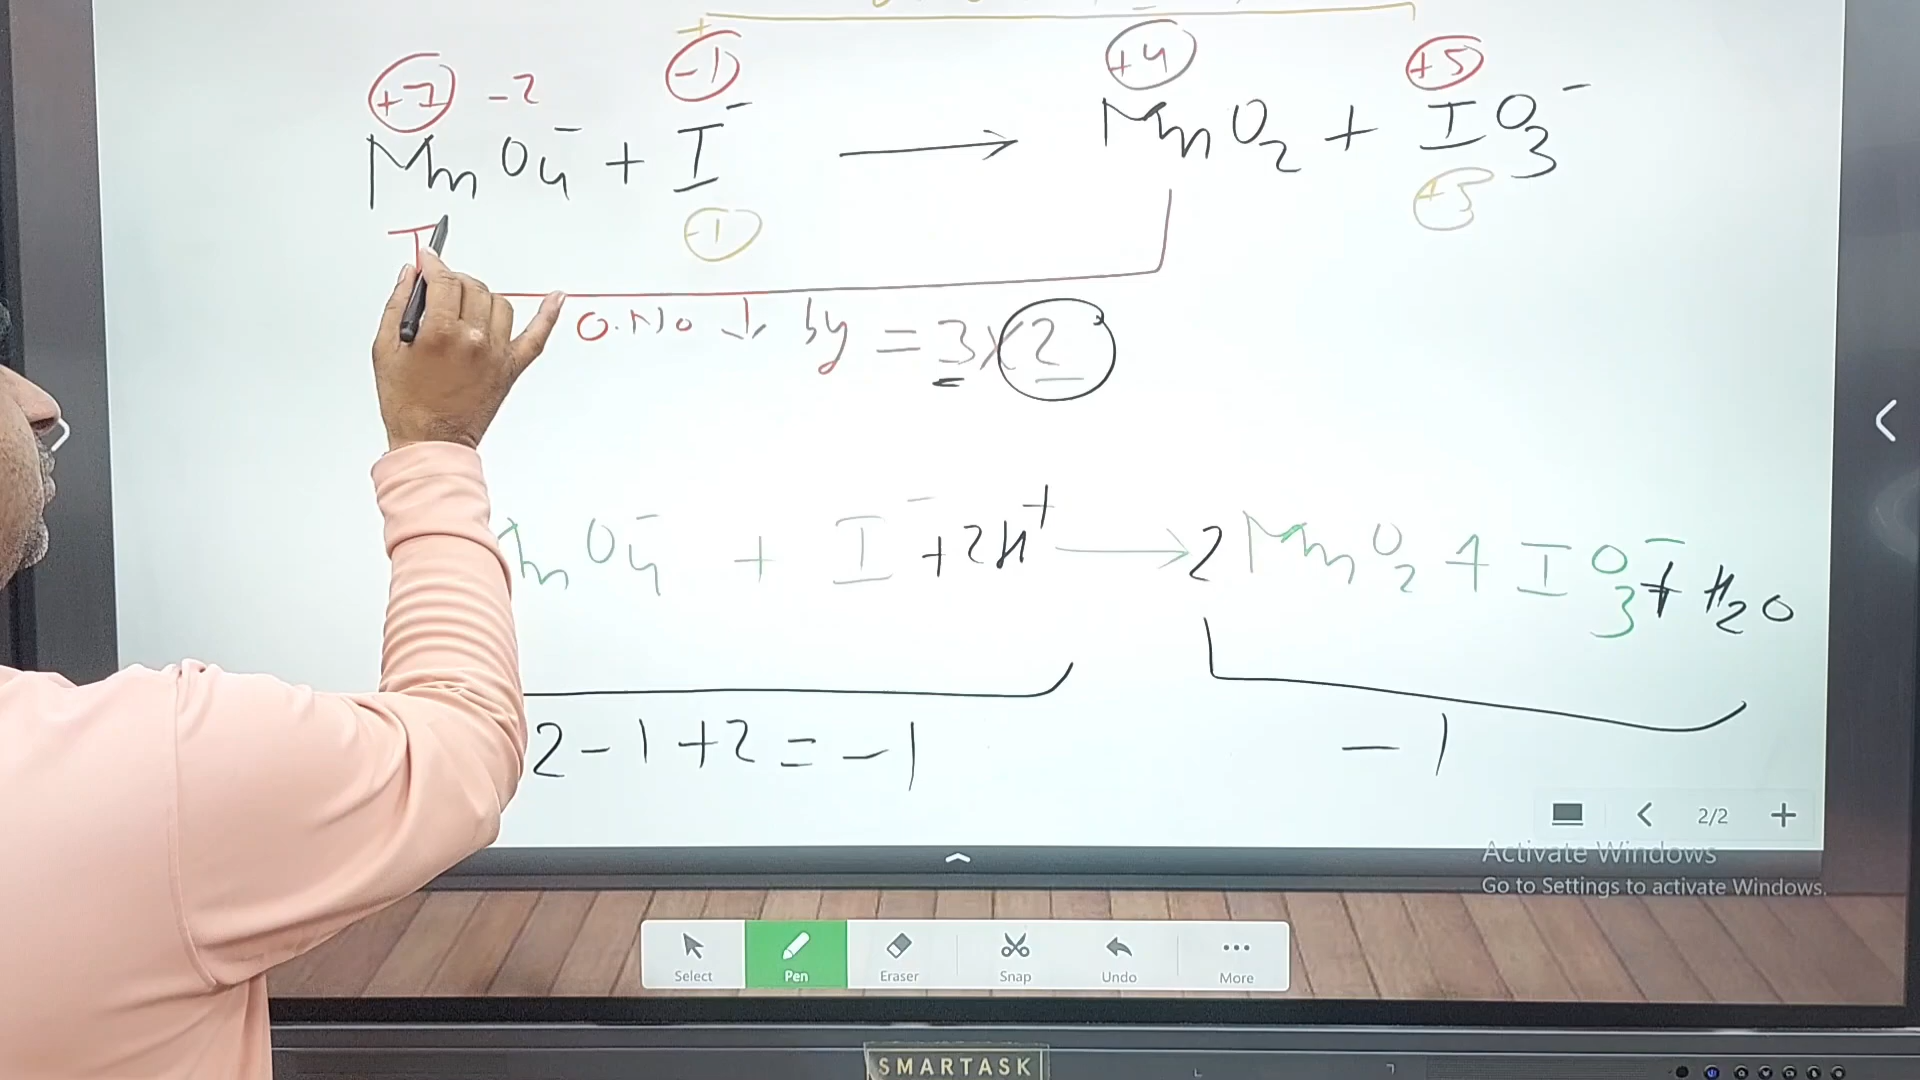 +7 -2 -1 +4 +5
MnO4⁻ + I⁻ → MnO2 + IO3⁻
-1 +5
O.No ↓ by = 3×2
MnO4⁻ + I⁻ + 2H⁺ → 2MnO2 + IO3⁻ + H2O
2-1+2 = -1 -1
2/2
Activate Windows
Go to Settings to activate Windows.
Select Pen Eraser Snap Undo More
SMARTASK